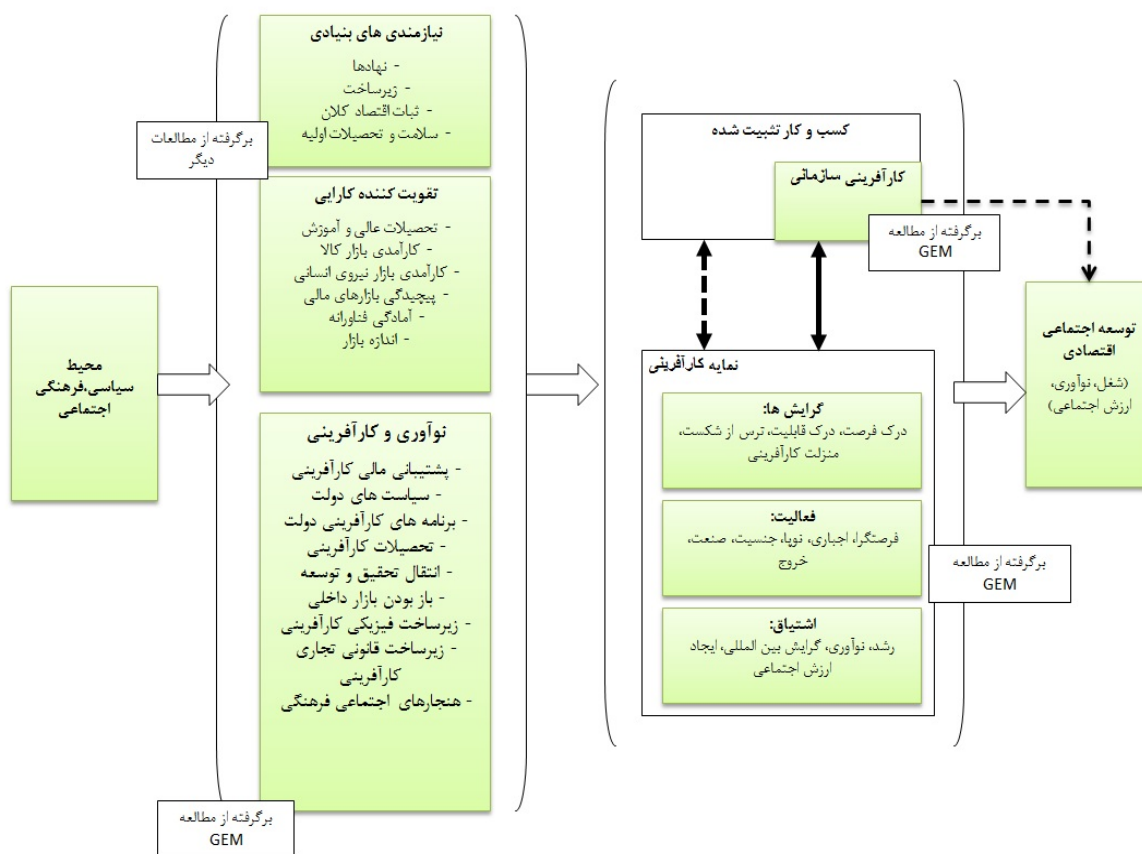 نیازمندی های بنیادی
- نهادها
- زیرساخت
- ثبات اقتصاد کلان
- سلامت و تحصیلات اولیه
برگرفته از مطالعات
دیگر
تقویت کننده کارایی
- تحصیلات عالی و آموزش
- کارآمدی بازار کالا
- کارآمدی بازار نیروی انسانی
- پیچیدگی بازارهای مالی
- آمادگی فناورانه
- اندازه بازار
محیط
سیاسی،فرهنگی
اجتماعی
نوآوری و کارآفرینی
- پشتیبانی مالی کارآفرینی
- سیاست های دولت
- برنامه های کارآفرینی دولت
- تحصیلات کارآفرینی
- انتقال تحقیق و توسعه
- باز بودن بازار داخلی
- زیرساخت فیزیکی کارآفرینی
- زیرساخت قانونی تجاری
کارآفرینی
- هنجارهای اجتماعی فرهنگی
برگرفته از مطالعه
GEM
کسب و کار تثبیت شده
کارآفرینی سازمانی
برگرفته از مطالعه
GEM
نمایه کارآفرینی
گرایش ها:
درک فرصت، درک قابلیت، ترس از شکست،
منزلت کارآفرینی
فعالیت:
فرصتگرا، اجباری، نوپا، جنسیت، صنعت،
خروج
اشتیاق:
رشد، نوآوری، گرایش بین المللی، ایجاد
ارزش اجتماعی
برگرفته از مطالعه
GEM
توسعه اجتماعی
اقتصادی
(شغل، نوآوری،
ارزش اجتماعی)